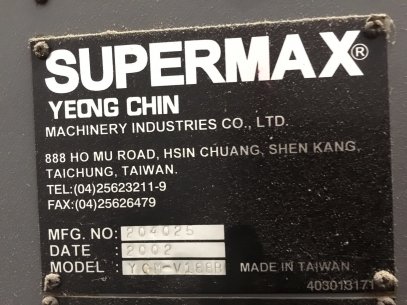 SUPERMAX®
YEONG CHIN
MACHINERY INDUSTRIES CO., LTD.
888 HO MU ROAD, HSIN CHUANG, SHEN KANG,
TAICHUNG, TAIWAN.
TEL:(04)25623211-9
FAX:(04)25626479
MFG. NO: 204025
DATE 2002
MODEL : MADE IN TAIWAN
403013171